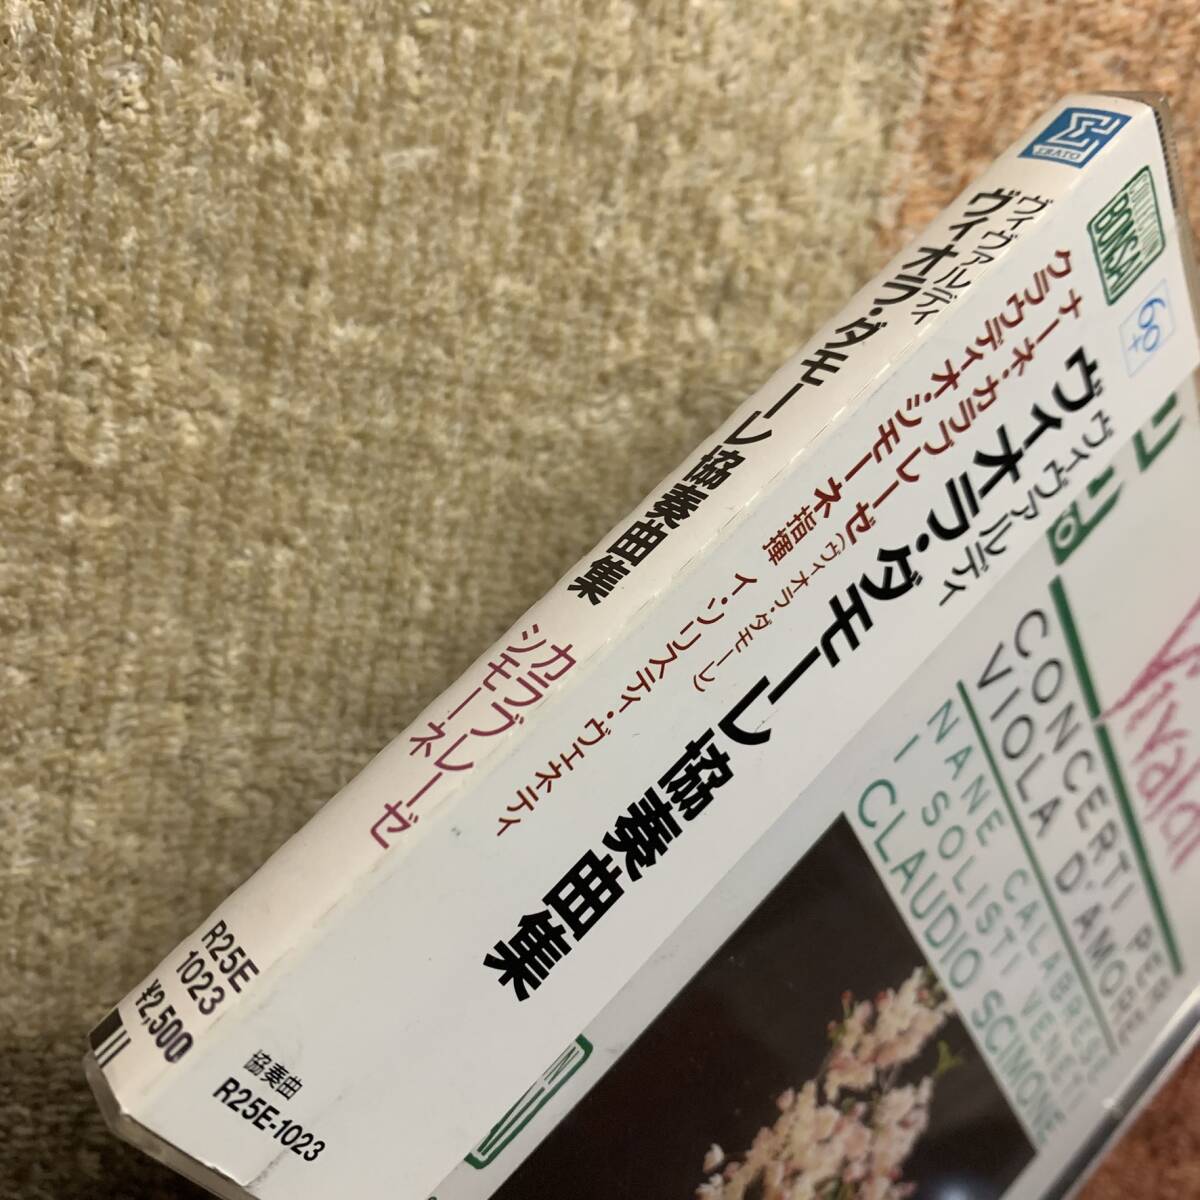 ERATO
ヴィヴァルディ
ヴィオラ・ダモーレ協奏曲集
カラブレーゼ
シモーネ
R25E
1023
¥2,500
BONSAI
60+
ヴィヴァルディ
ヴィオラ・ダモーレ協奏曲集
ナーネ・カラブレーゼ(ヴィオラ・ダモーレ)
クラウディオ・シモーネ指揮 イ・ソリスティ・ヴェネティ
協奏曲
R25E-1023
Vivaldi
CONCERTI PER
VIOLA D'AMORE
NANE CALABRESE
I SOLISTI VENETI
CLAUDIO SCIMONE